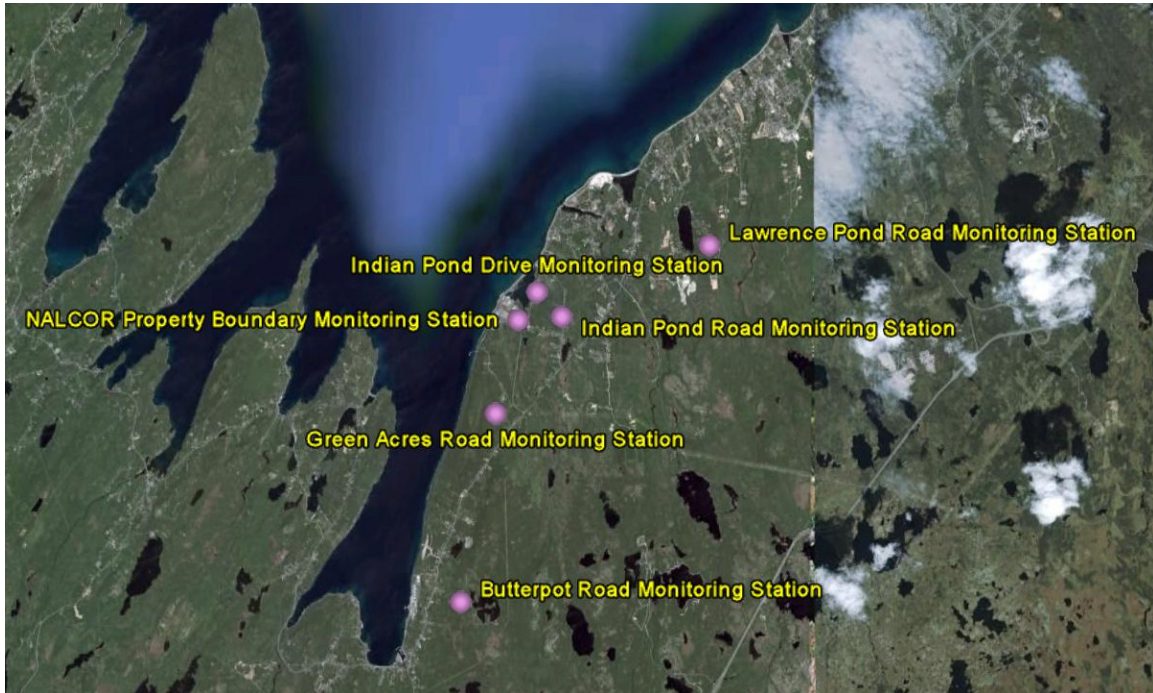 Lawrence Pond Road Monitoring Station
Indian Pond Drive Monitoring Station
NALCOR Property Boundary Monitoring Station
Indian Pond Road Monitoring Station
Green Acres Road Monitoring Station
Butterpot Road Monitoring Station